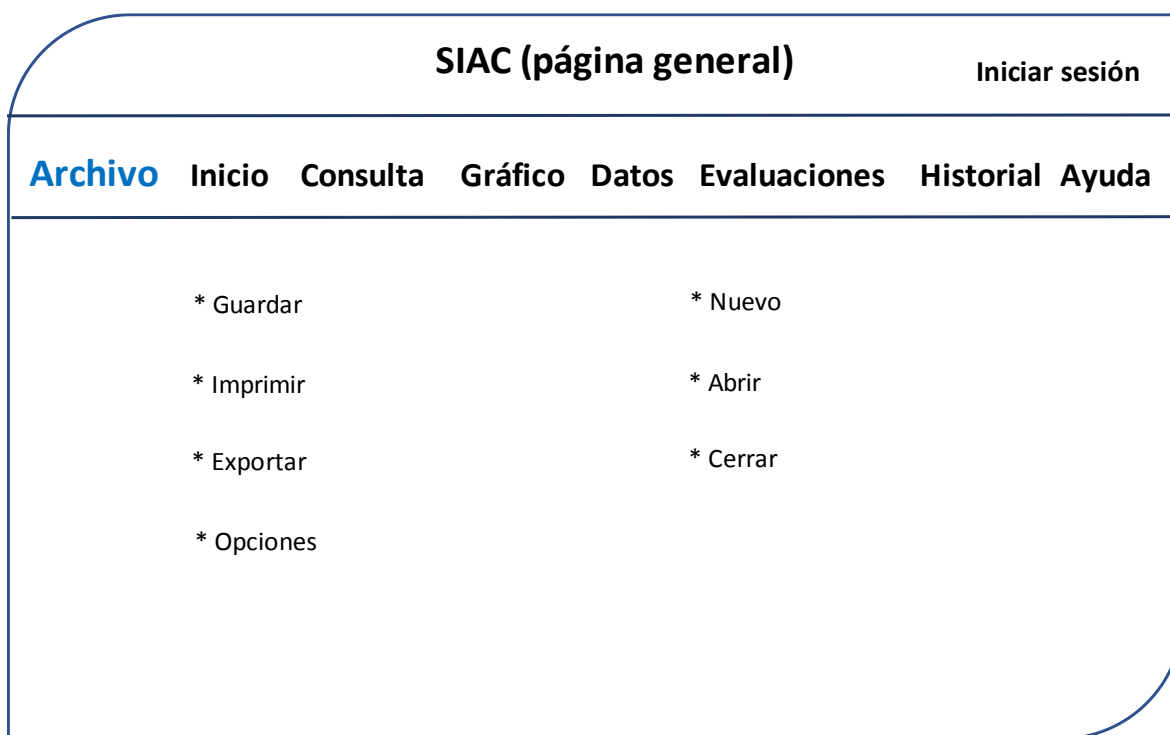 SIAC (página general)
Iniciar sesión
Archivo Inicio Consulta Gráfico Datos Evaluaciones Historial Ayuda
* Guardar
* Nuevo
* Imprimir
* Abrir
* Exportar
* Cerrar
* Opciones